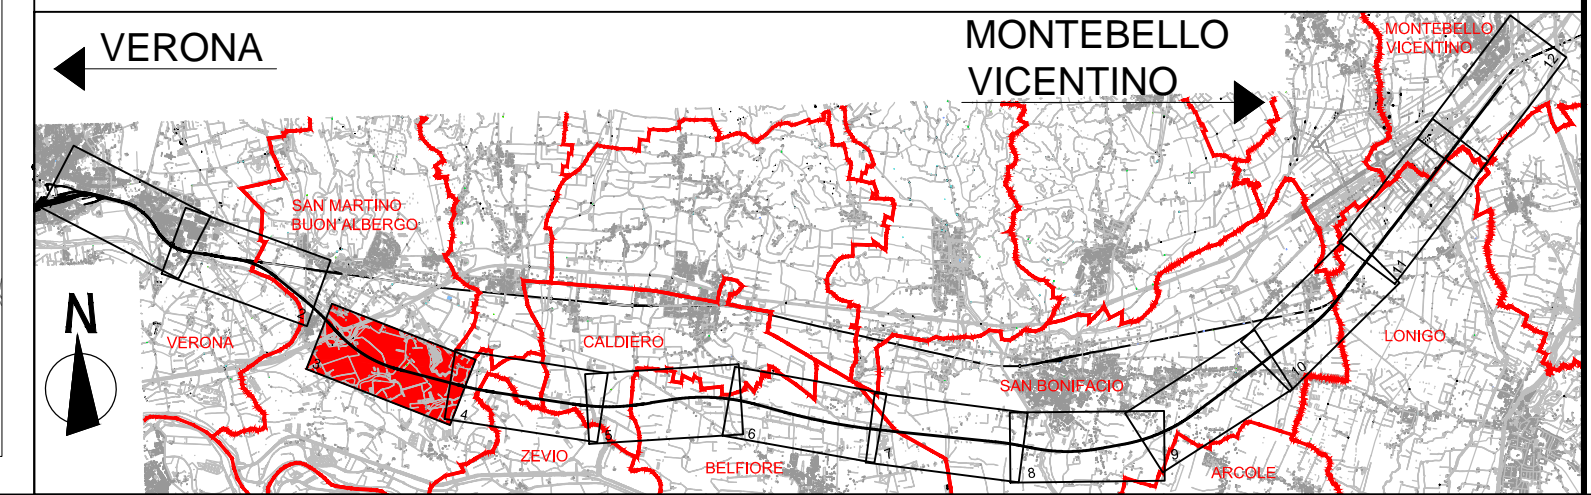 VERONA
MONTEBELLO
VICENTINO
MONTEBELLO
VICENTINO
12
SAN MARTINO
BUON ALBERGO
N
VERONA
CALDIERO
LONIGO
SAN BONIFACIO
ZEVIO
BELFIORE
ARCOLE
3
4
5
6
7
8
9
10
11